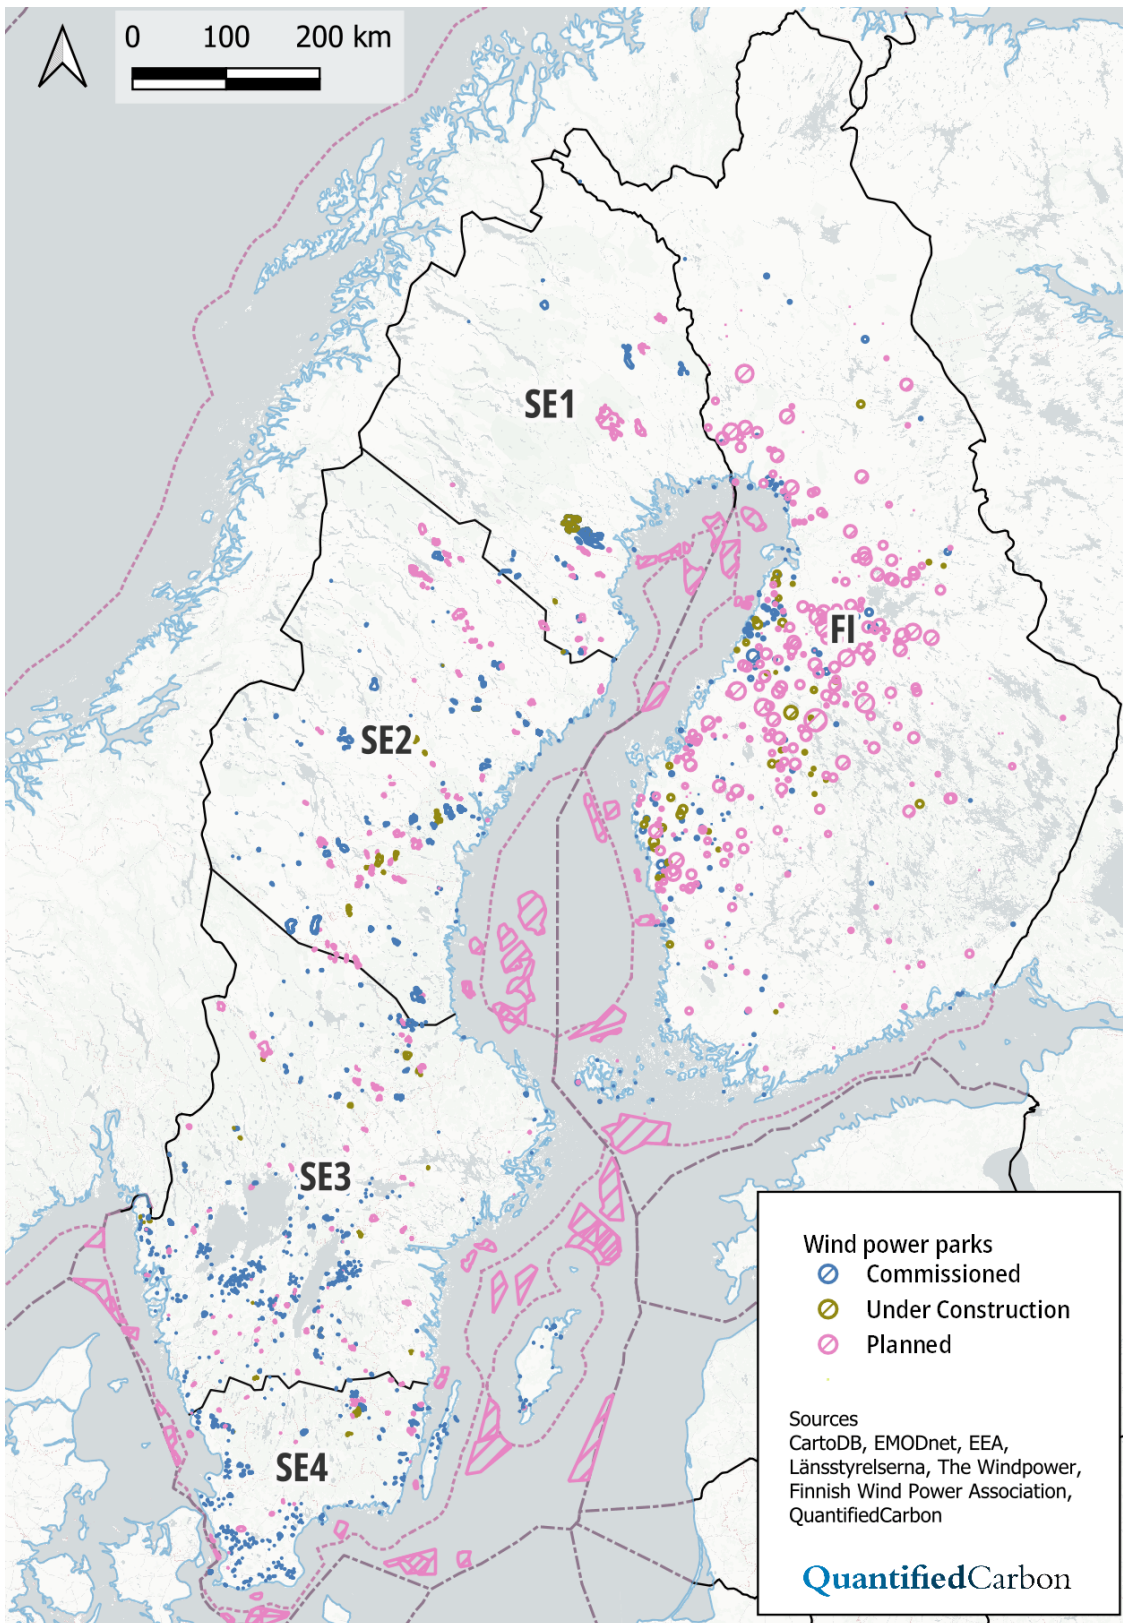 0 100 200 km
SE1
FI
SE2
SE3
SE4
Wind power parks
Commissioned
Under Construction
Planned
Sources
CartoDB, EMODnet, EEA,
Länsstyrelserna, The Windpower,
Finnish Wind Power Association,
QuantifiedCarbon
QuantifiedCarbon